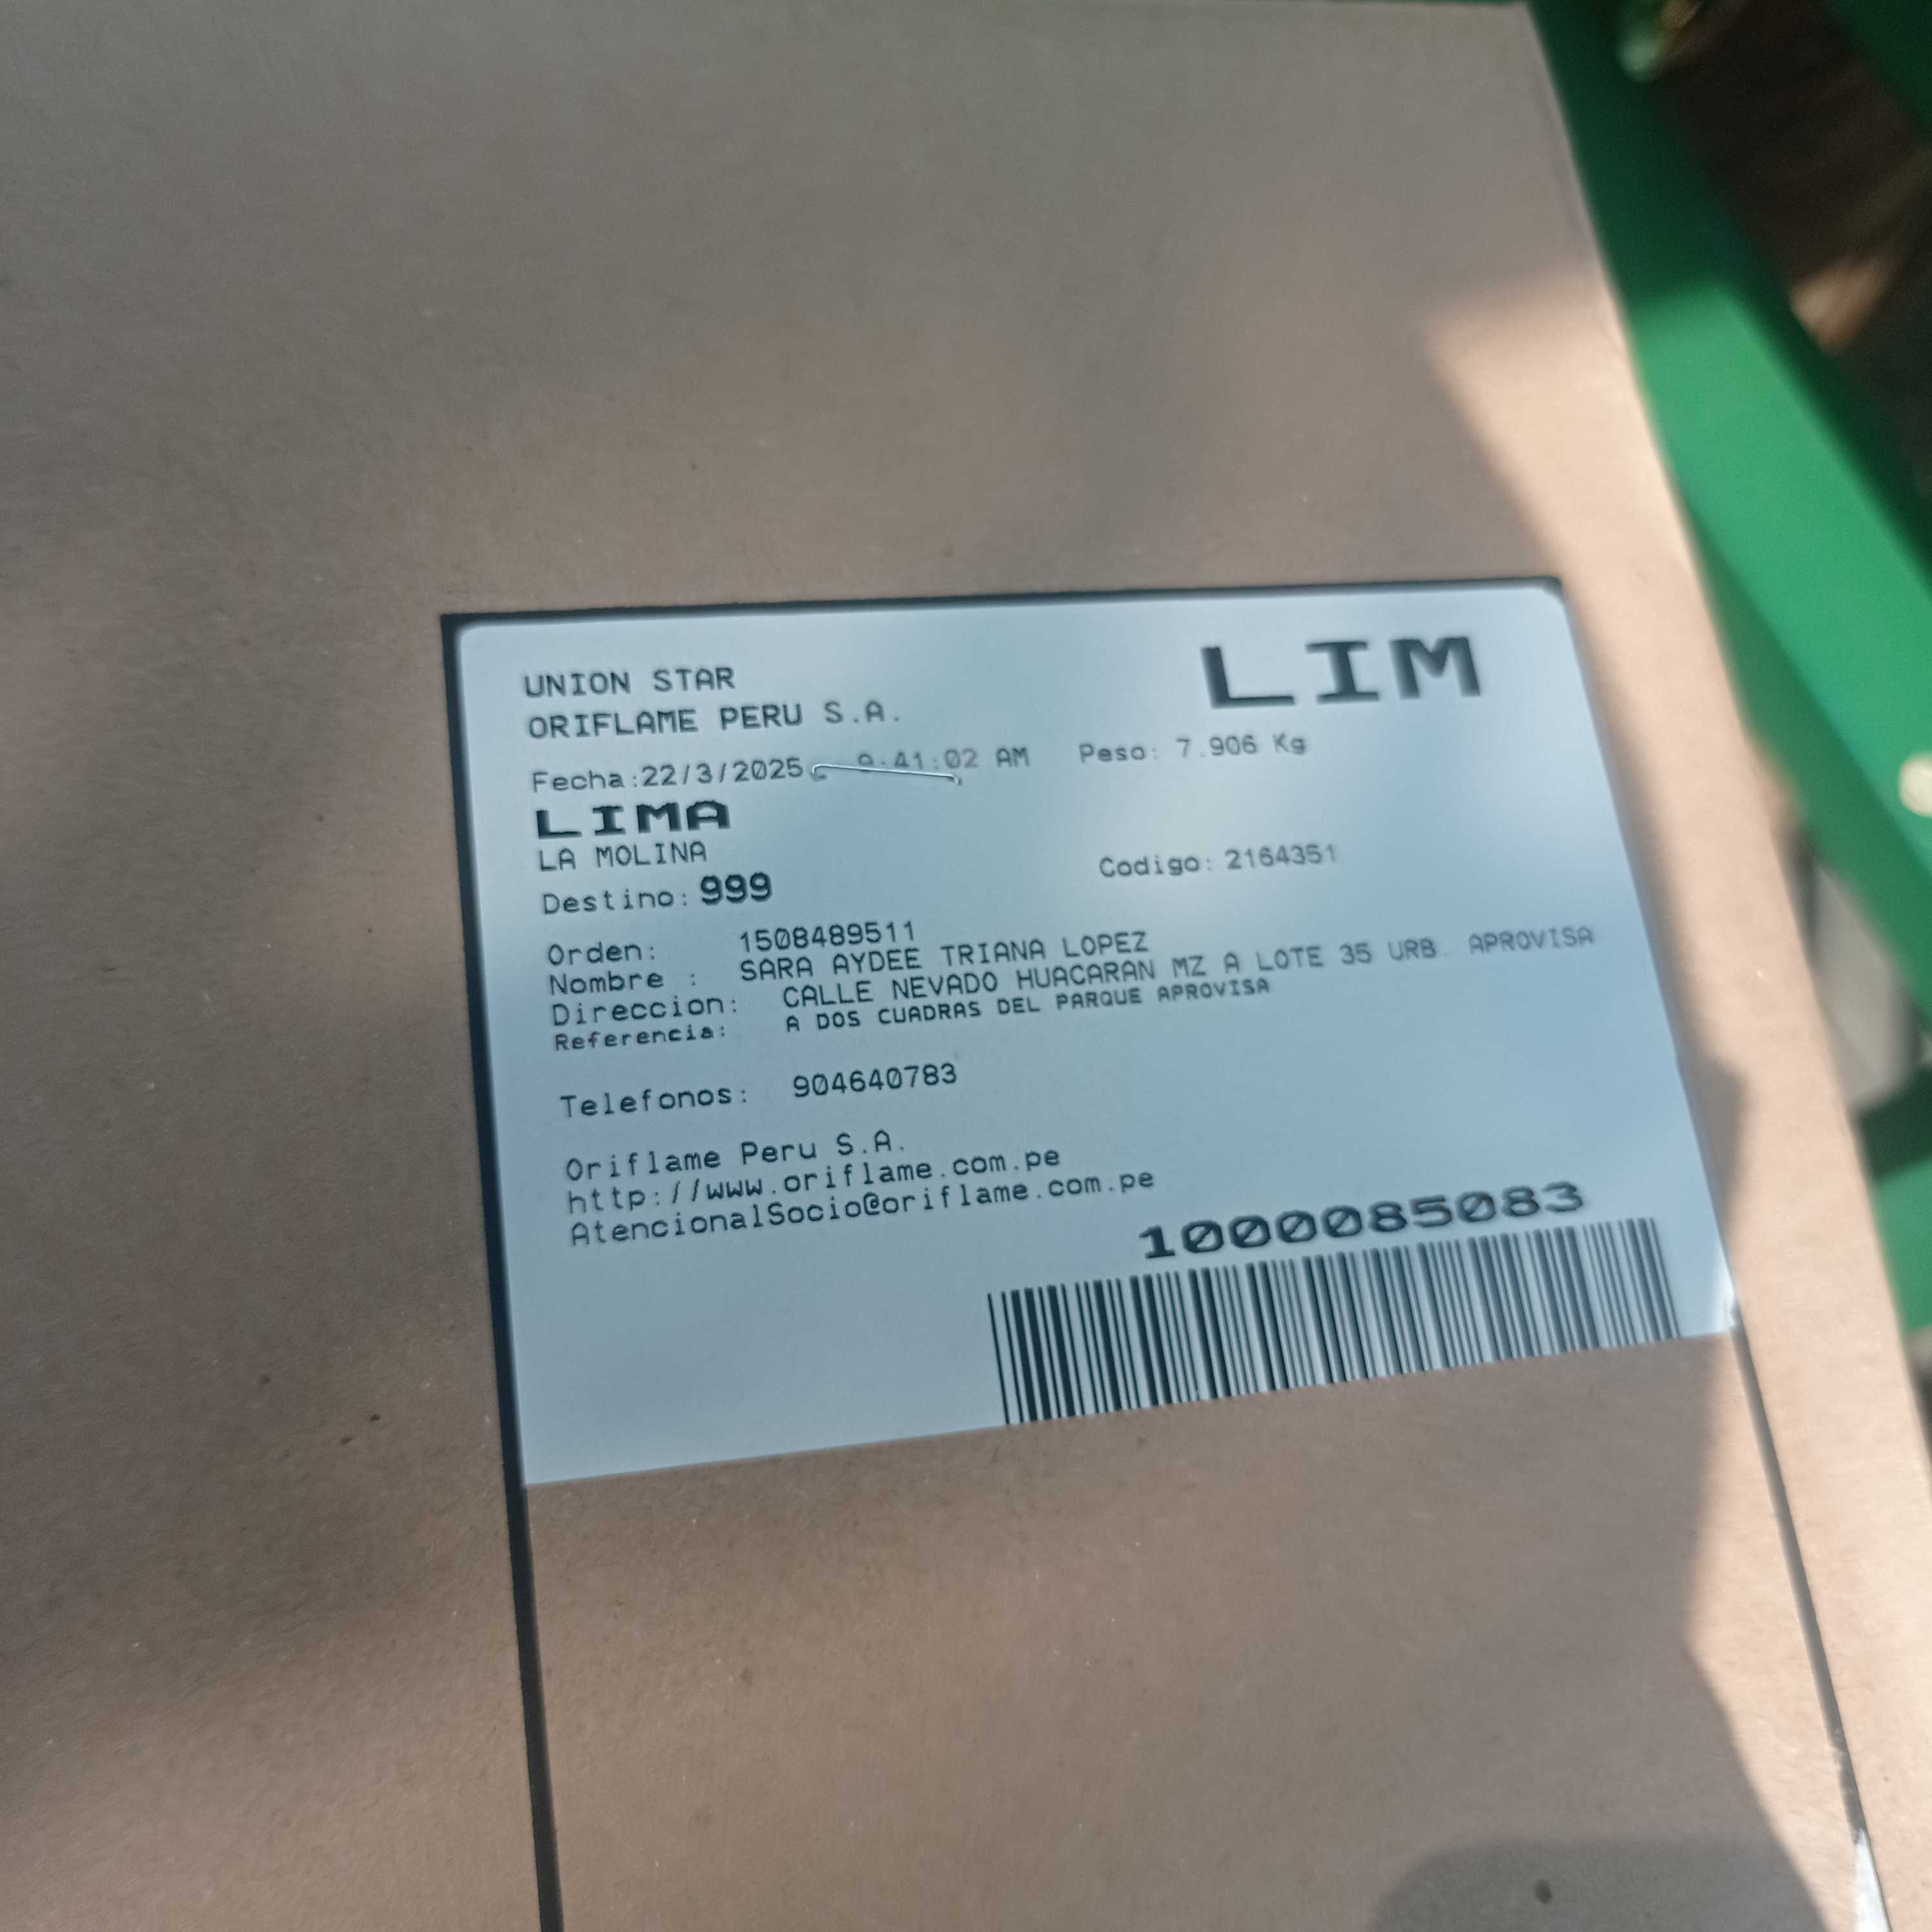 UNION STAR
LIM
ORIFLAME PERU S.A.
Fecha:22/3/2025 9:41:02 AM Peso: 7.906 Kg
LIMA
LA MOLINA
Destino: 999 Codigo: 2164351
Orden: 1508489511
Nombre : SARA AYDEE TRIANA LOPEZ
Direccion: CALLE NEVADO HUACARAN MZ A LOTE 35 URB. APROVISA
Referencia: A DOS CUADRAS DEL PARQUE APROVISA
Telefonos: 904640783
Oriflame Peru S.A.
http://www.oriflame.com.pe
AtencionalSocio@oriflame.com.pe
1000085083